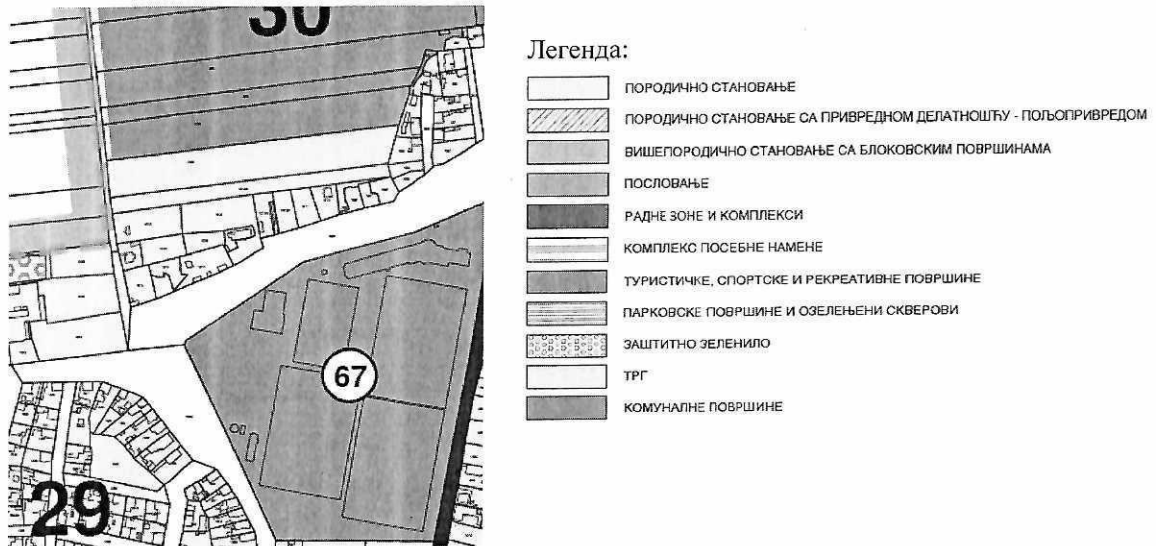 30
Легенда:
ПОРОДИЧНО СТАНОВАЊЕ
ПОРОДИЧНО СТАНОВАЊЕ СА ПРИВРЕДНОМ ДЕЛАТНОШЋУ - ПОЉОПРИВРЕДОМ
ВИШЕПОРОДИЧНО СТАНОВАЊЕ СА БЛОКОВСКИМ ПОВРШИНАМА
ПОСЛОВАЊЕ
РАДНЕ ЗОНЕ И КОМПЛЕКСИ
КОМПЛЕКС ПОСЕБНЕ НАМЕНЕ
ТУРИСТИЧКЕ, СПОРТСКЕ И РЕКРЕАТИВНЕ ПОВРШИНЕ
ПАРКОВСКЕ ПОВРШИНЕ И ОЗЕЛЕЊЕНИ СКВЕРОВИ
ЗАШТИТНО ЗЕЛЕНИЛО
ТРГ
КОМУНАЛНЕ ПОВРШИНЕ
67
29